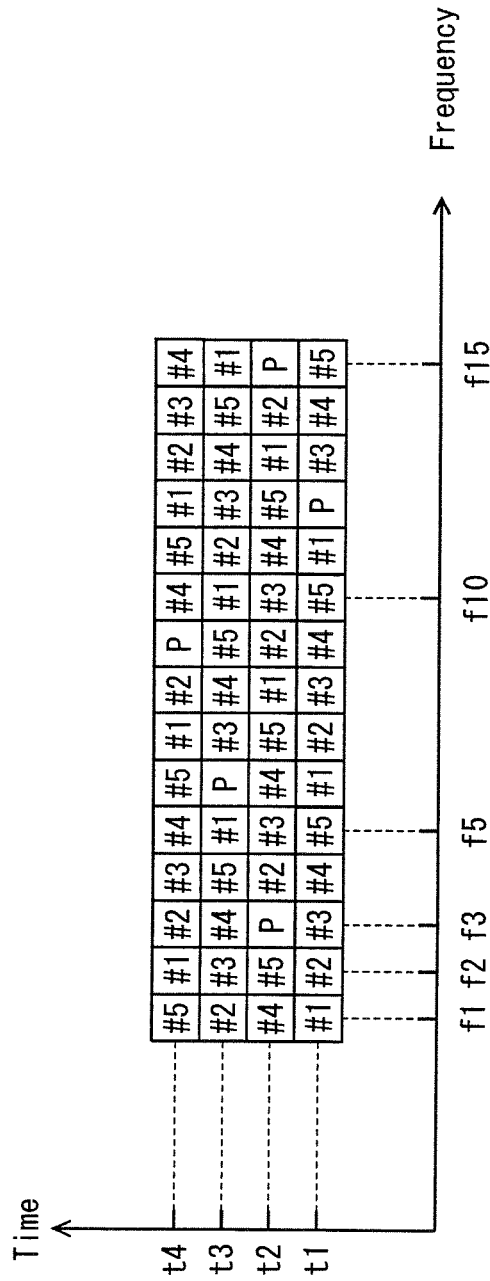 Time
t4 #5 #1 #2 #3 #4 #5 #1 #2 P #4 #5 #1 #2 #3 #4
t3 #2 #3 #4 #5 #1 P #3 #4 #5 #1 #2 #3 #4 #5 #1
t2 #4 #5 P #2 #3 #4 #5 #1 #2 #3 #4 #5 #1 #2 P
t1 #1 #2 #3 #4 #5 #1 #2 #3 #4 #5 #1 P #3 #4 #5
f1 f2 f3 f5 f10 f15
Frequency